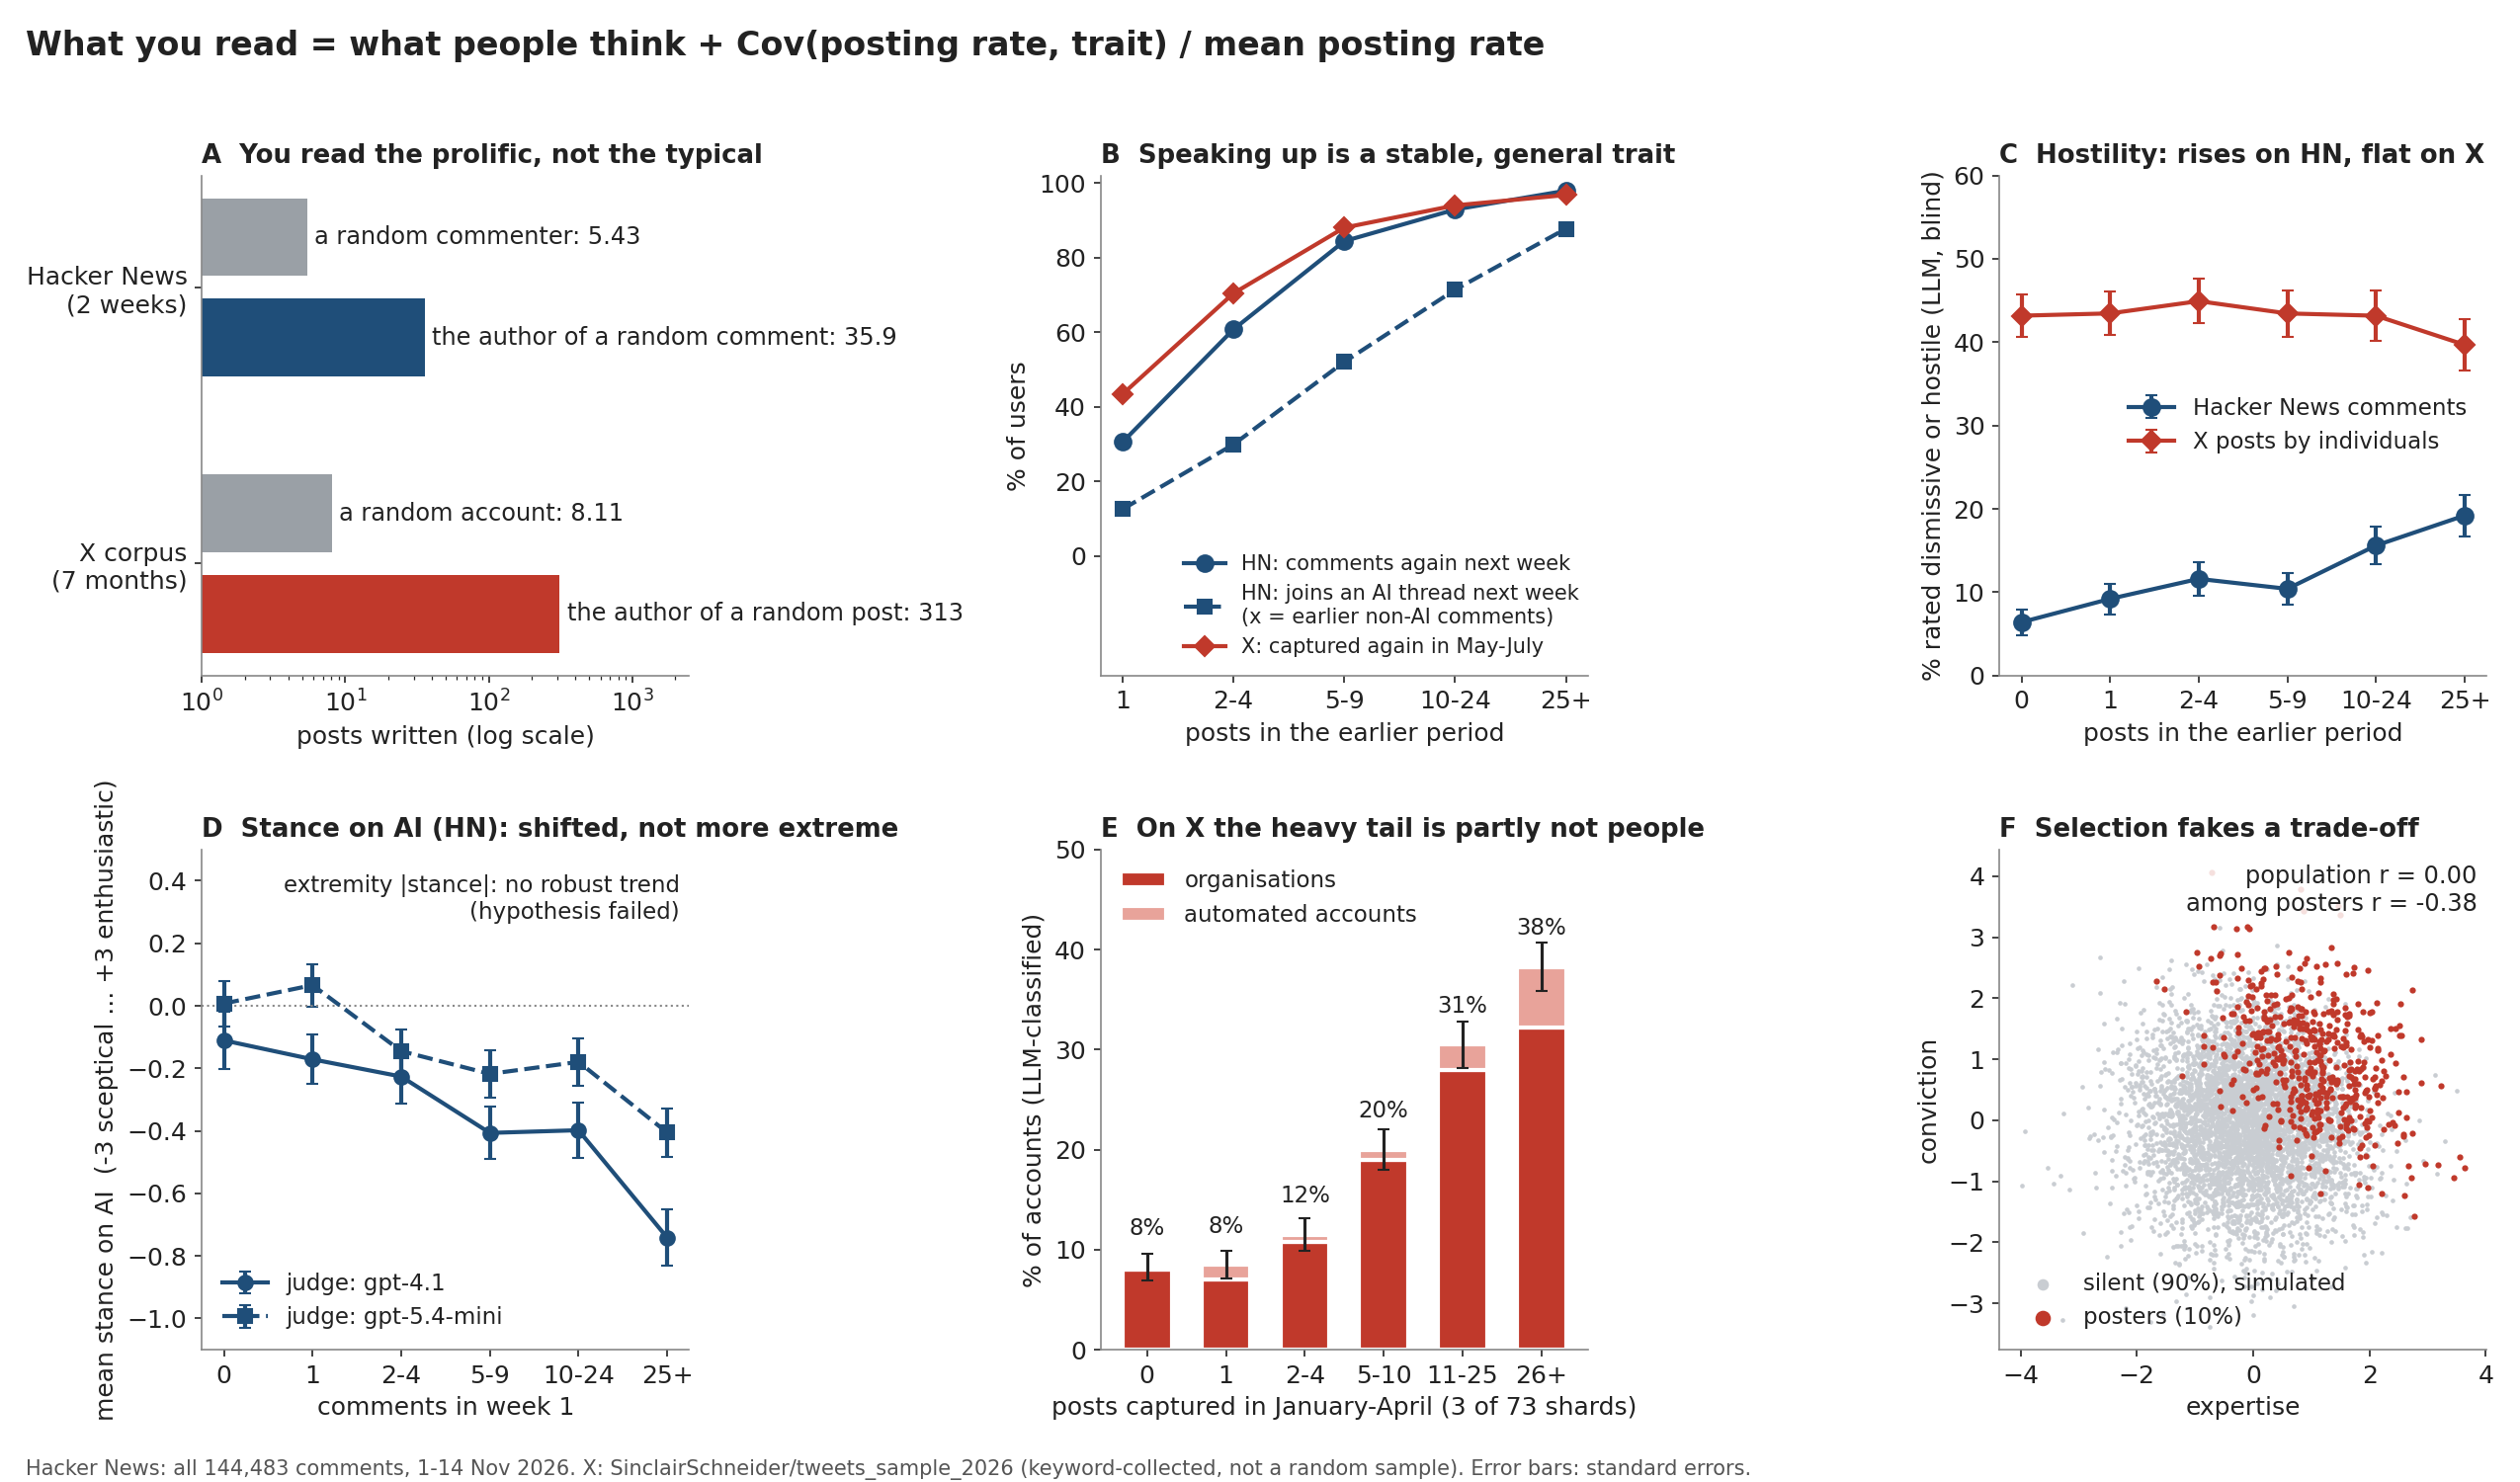 What you read = what people think + Cov(posting rate, trait) / mean posting rate
A You read the prolific, not the typical
a random commenter: 5.43
Hacker News
(2 weeks)
the author of a random comment: 35.9
a random account: 8.11
X corpus
(7 months)
the author of a random post: 313
10⁰ 10¹ 10² 10³
posts written (log scale)
B Speaking up is a stable, general trait
100
80
60
40
20
0
% of users
HN: comments again next week
HN: joins an AI thread next week
(x = earlier non-AI comments)
X: captured again in May-July
1 2-4 5-9 10-24 25+
posts in the earlier period
C Hostility: rises on HN, flat on X
60
50
40
30
20
10
0
% rated dismissive or hostile (LLM, blind)
Hacker News comments
X posts by individuals
0 1 2-4 5-9 10-24 25+
posts in the earlier period
D Stance on AI (HN): shifted, not more extreme
extremity |stance|: no robust trend
(hypothesis failed)
0.4
0.2
0.0
−0.2
−0.4
−0.6
−0.8
−1.0
mean stance on AI (-3 sceptical ... +3 enthusiastic)
judge: gpt-4.1
judge: gpt-5.4-mini
0 1 2-4 5-9 10-24 25+
comments in week 1
E On X the heavy tail is partly not people
50
40
30
20
10
0
% of accounts (LLM-classified)
organisations
automated accounts
8% 8% 12% 20% 31% 38%
0 1 2-4 5-10 11-25 26+
posts captured in January-April (3 of 73 shards)
F Selection fakes a trade-off
population r = 0.00
among posters r = -0.38
4
3
2
1
0
−1
−2
−3
conviction
silent (90%), simulated
posters (10%)
−4 −2 0 2 4
expertise
Hacker News: all 144,483 comments, 1-14 Nov 2026. X: SinclairSchneider/tweets_sample_2026 (keyword-collected, not a random sample). Error bars: standard errors.